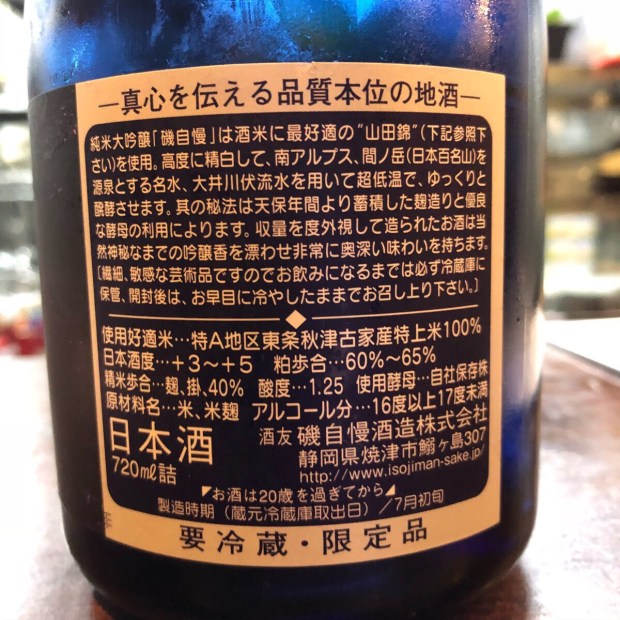 ―真心を伝える品質本位の地酒―
純米大吟醸「磯自慢」は酒米に最好適の“山田錦”(下記参照下
さい)を使用。高度に精白して、南アルプス、間ノ岳(日本百名山)を
源泉とする名水、大井川伏流水を用いて超低温で、ゆっくりと
醗酵させます。其の秘法は天保年間より蓄積した麹造りと優良
な酵母の利用によります。収量を度外視して造られたお酒は当
然神秘なまでの吟醸香を漂わせ非常に奥深い味わいを持ちます。
〔繊細、敏感な芸術品ですのでお飲みになるまでは必ず冷蔵庫に
保管、開封後は、お早目に冷やしたままでお召し上り下さい。〕
使用好適米…特A地区東条秋津古家産特上米100%
日本酒度…+3〜+5 粕歩合…60%〜65%
精米歩合…麹、掛、40% 酸度…1.25 使用酵母…自社保存株
原材料名…米、米麹 アルコール分…16度以上17度未満
日本酒
720ml詰
酒友 磯自慢酒造株式会社
静岡県焼津市鰯ヶ島307
http://www.isojiman-sake.jp/
お酒は20歳を過ぎてから
製造時期(蔵元冷蔵庫取出日)/7月初旬
要冷蔵・限定品